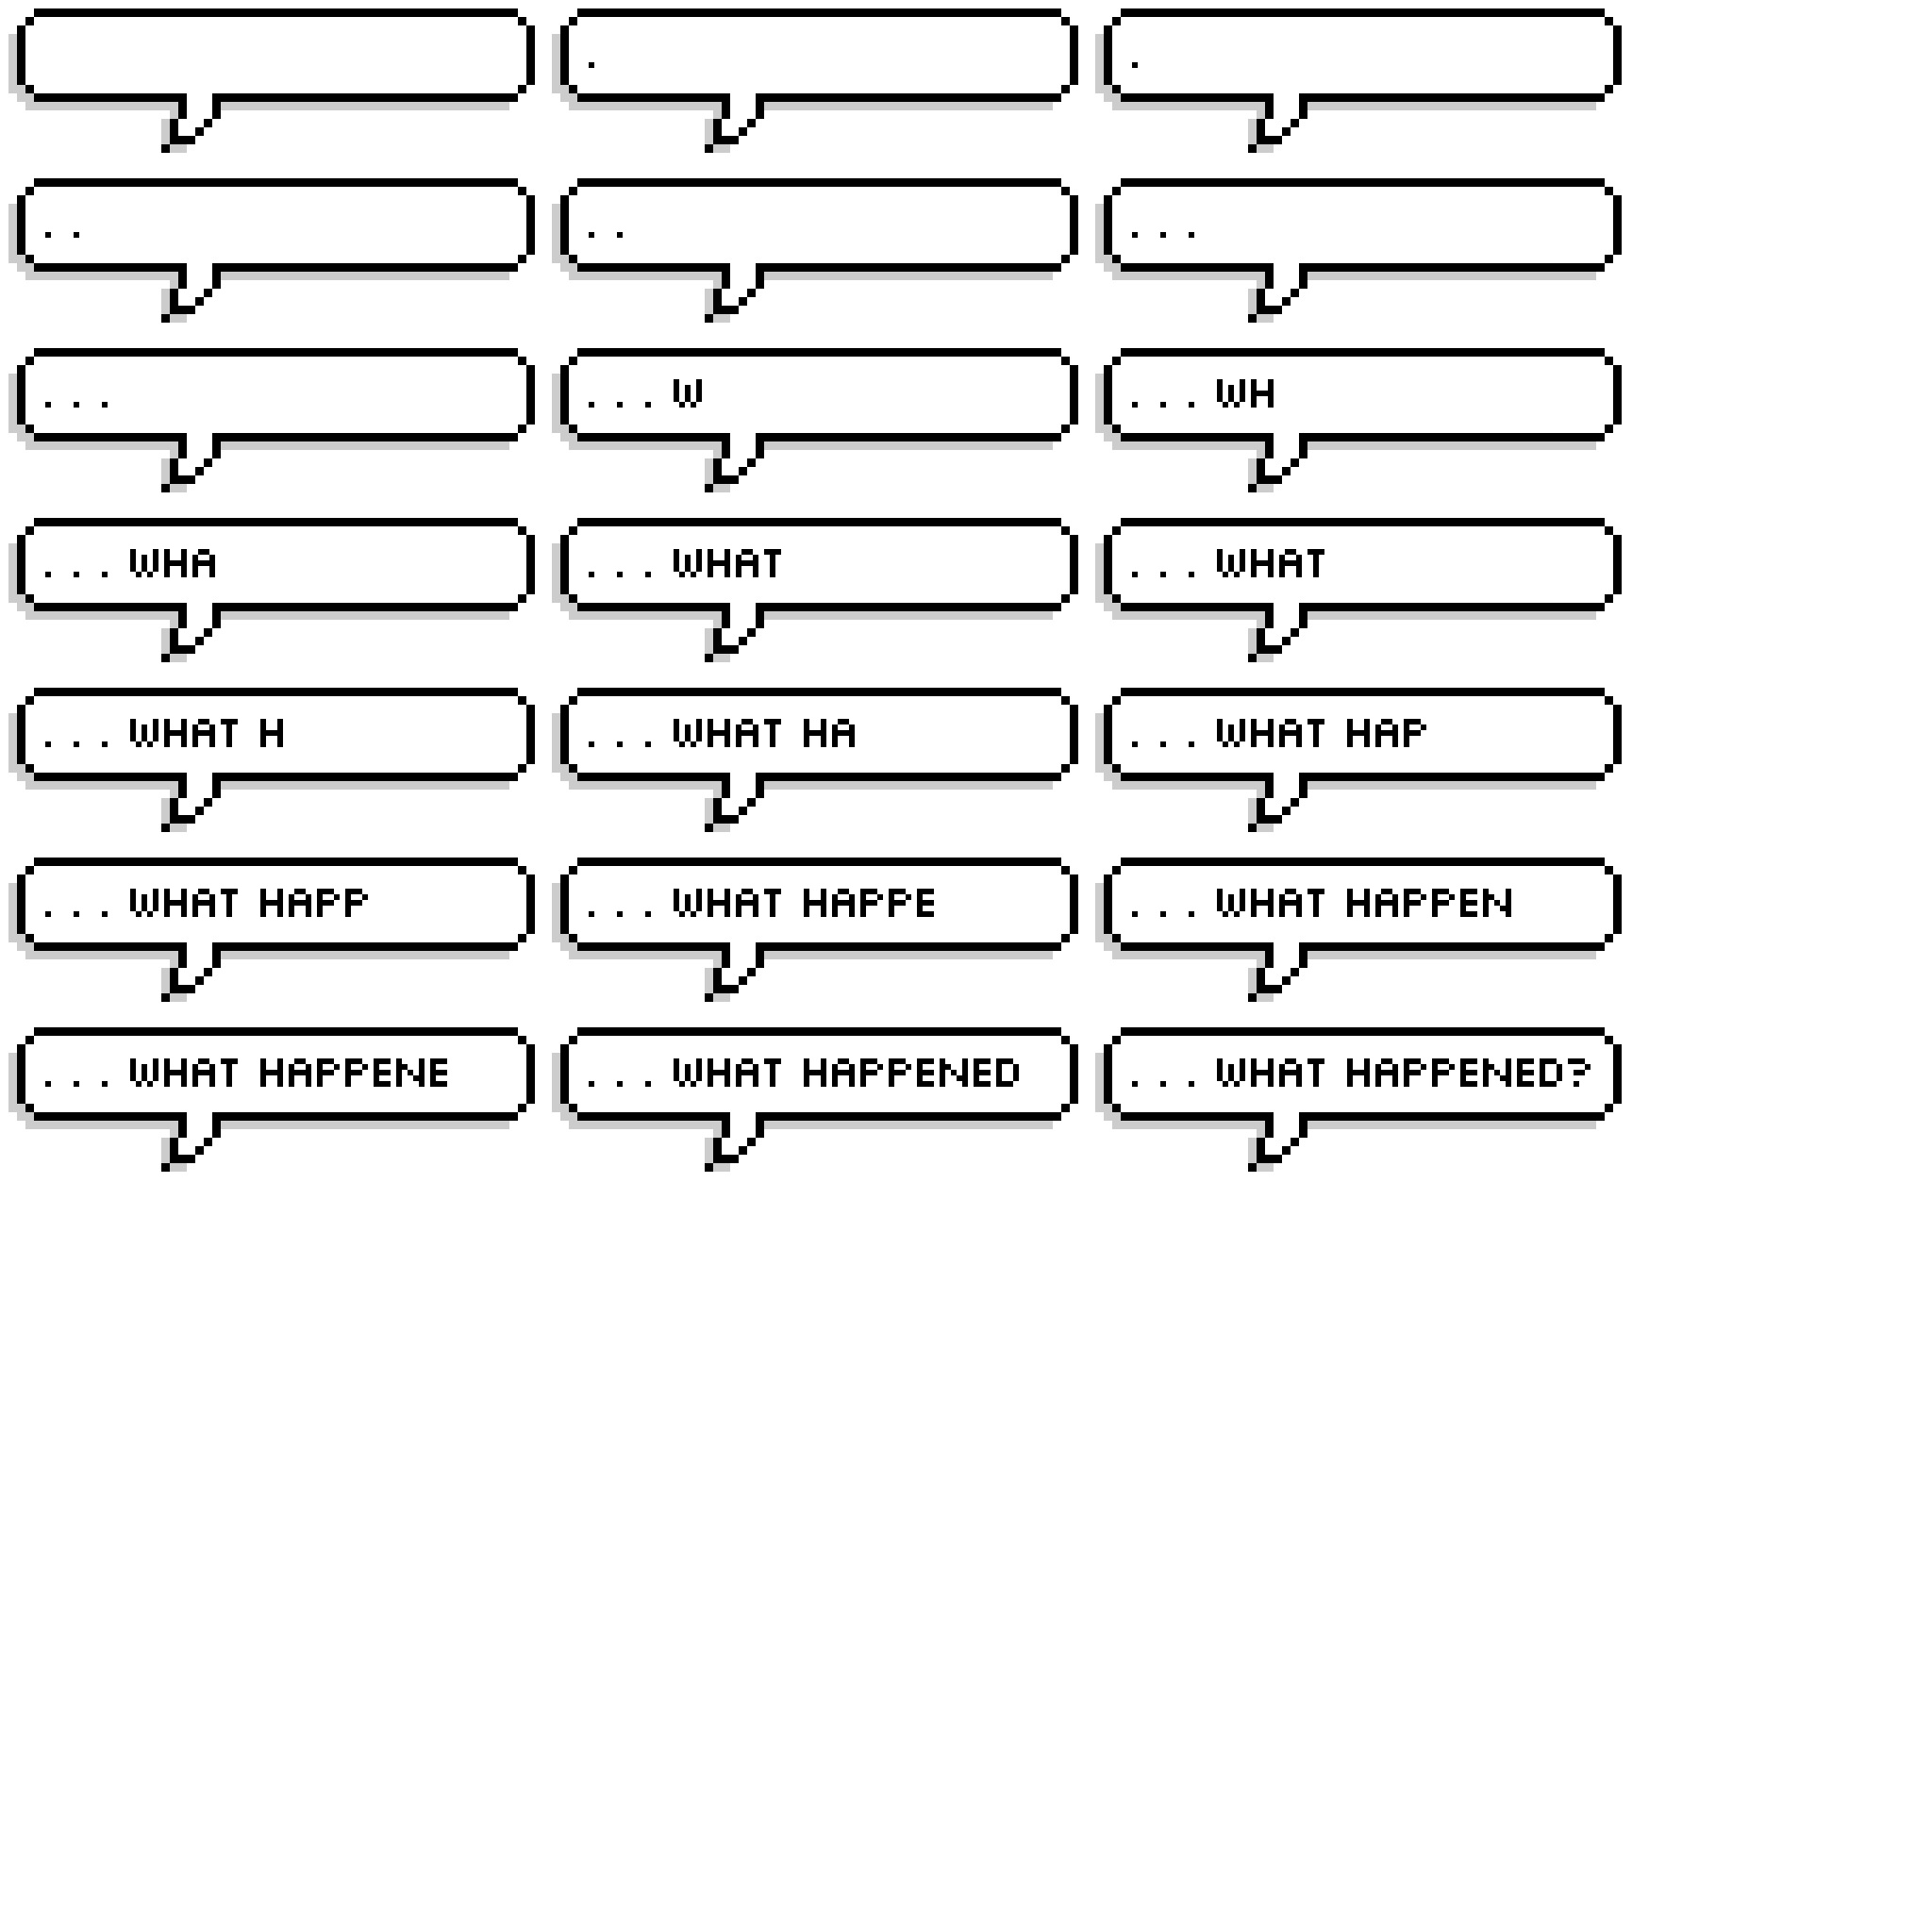 .
.
. .
. .
. . .
. . .
. . . W
. . . WH
. . . WHA
. . . WHAT
. . . WHAT
. . . WHAT H
. . . WHAT HA
. . . WHAT HAP
. . . WHAT HAPP
. . . WHAT HAPPE
. . . WHAT HAPPEN
. . . WHAT HAPPENE
. . . WHAT HAPPENED
. . . WHAT HAPPENED?